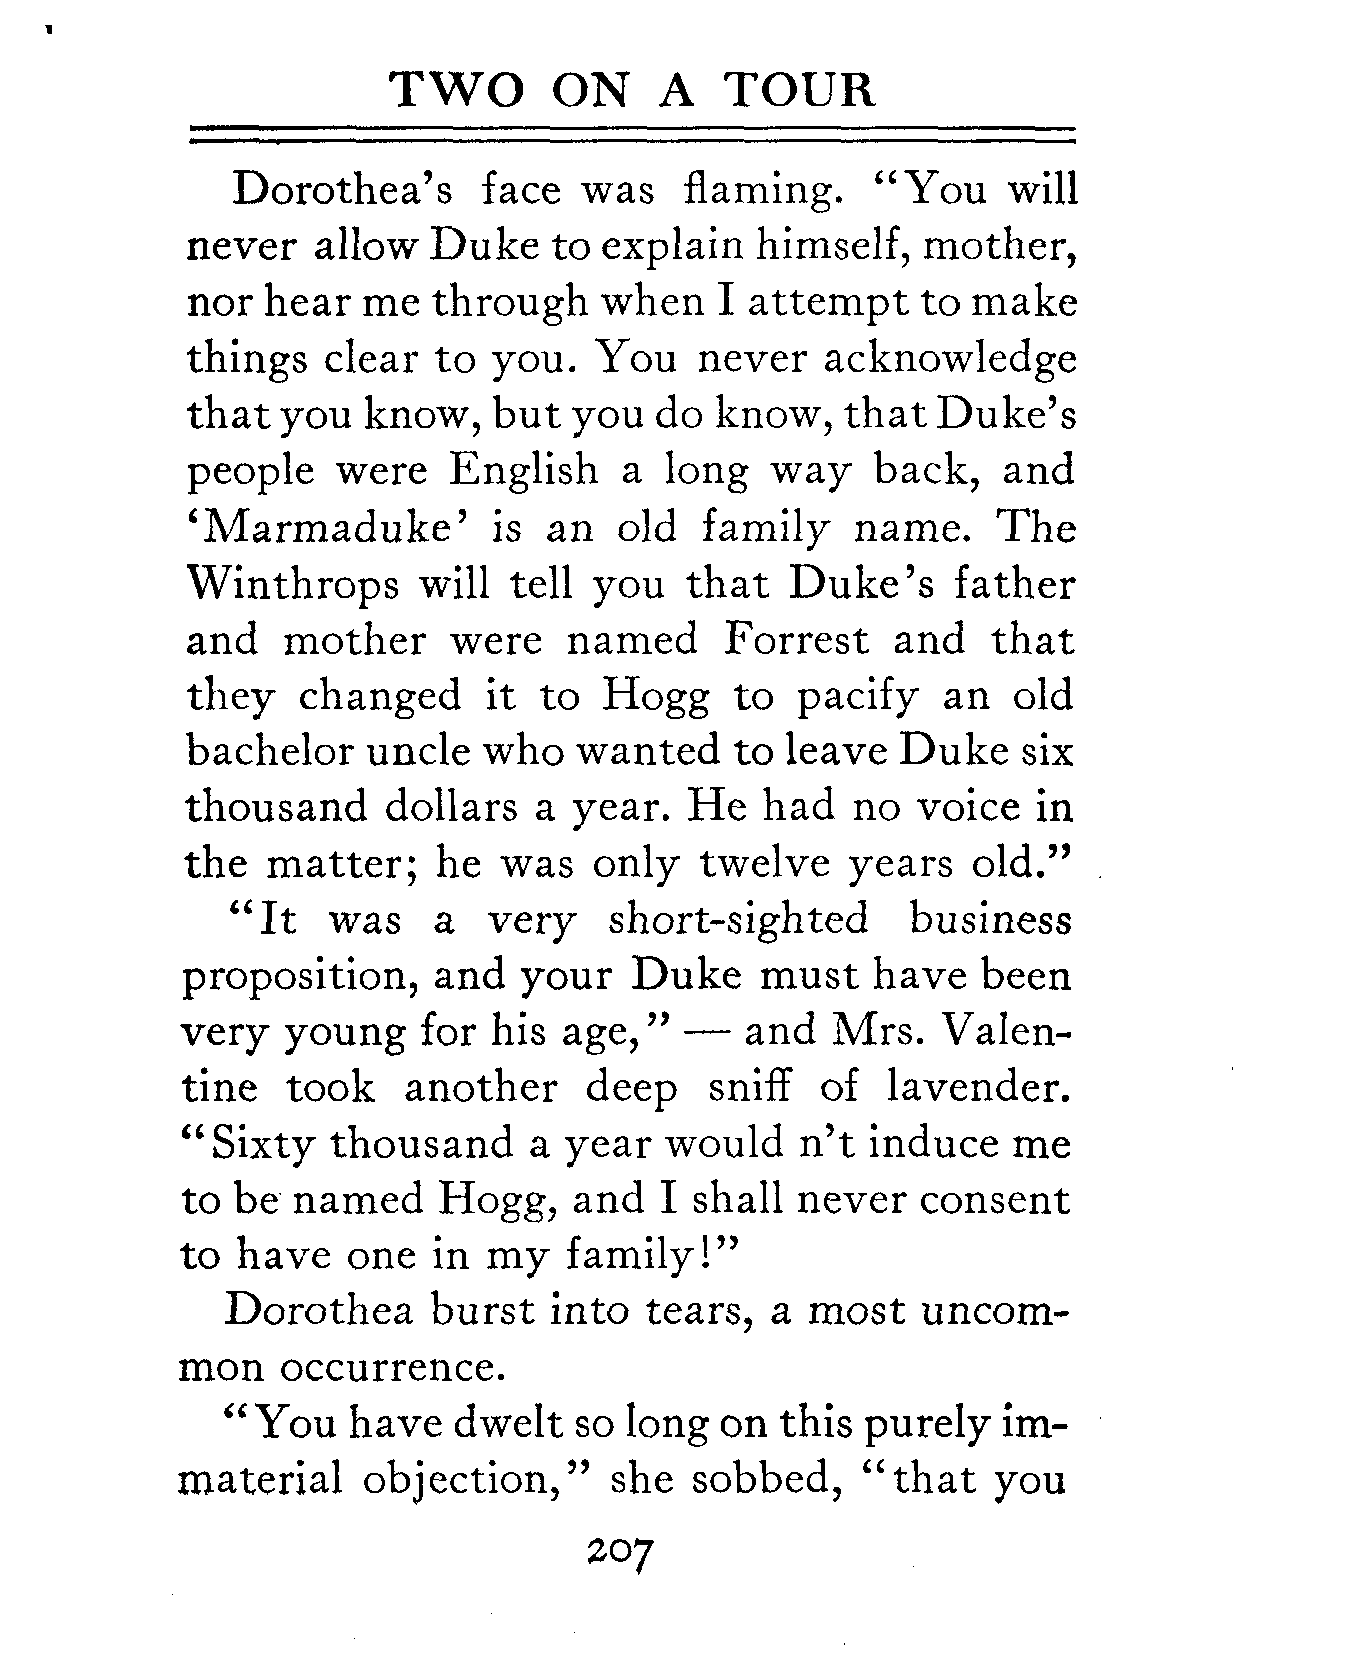 TWO ON A TOUR
Dorothea's face was flaming. "You will
never allow Duke to explain himself, mother,
nor hear me through when I attempt to make
things clear to you. You never acknowledge
that you know, but you do know, that Duke's
people were English a long way back, and
'Marmaduke' is an old family name. The
Winthrops will tell you that Duke's father
and mother were named Forrest and that
they changed it to Hogg to pacify an old
bachelor uncle who wanted to leave Duke six
thousand dollars a year. He had no voice in
the matter; he was only twelve years old."
"It was a very short-sighted business
proposition, and your Duke must have been
very young for his age," — and Mrs. Valen-
tine took another deep sniff of lavender.
"Sixty thousand a year would n't induce me
to be named Hogg, and I shall never consent
to have one in my family!"
Dorothea burst into tears, a most uncom-
mon occurrence.
"You have dwelt so long on this purely im-
material objection," she sobbed, "that you
207